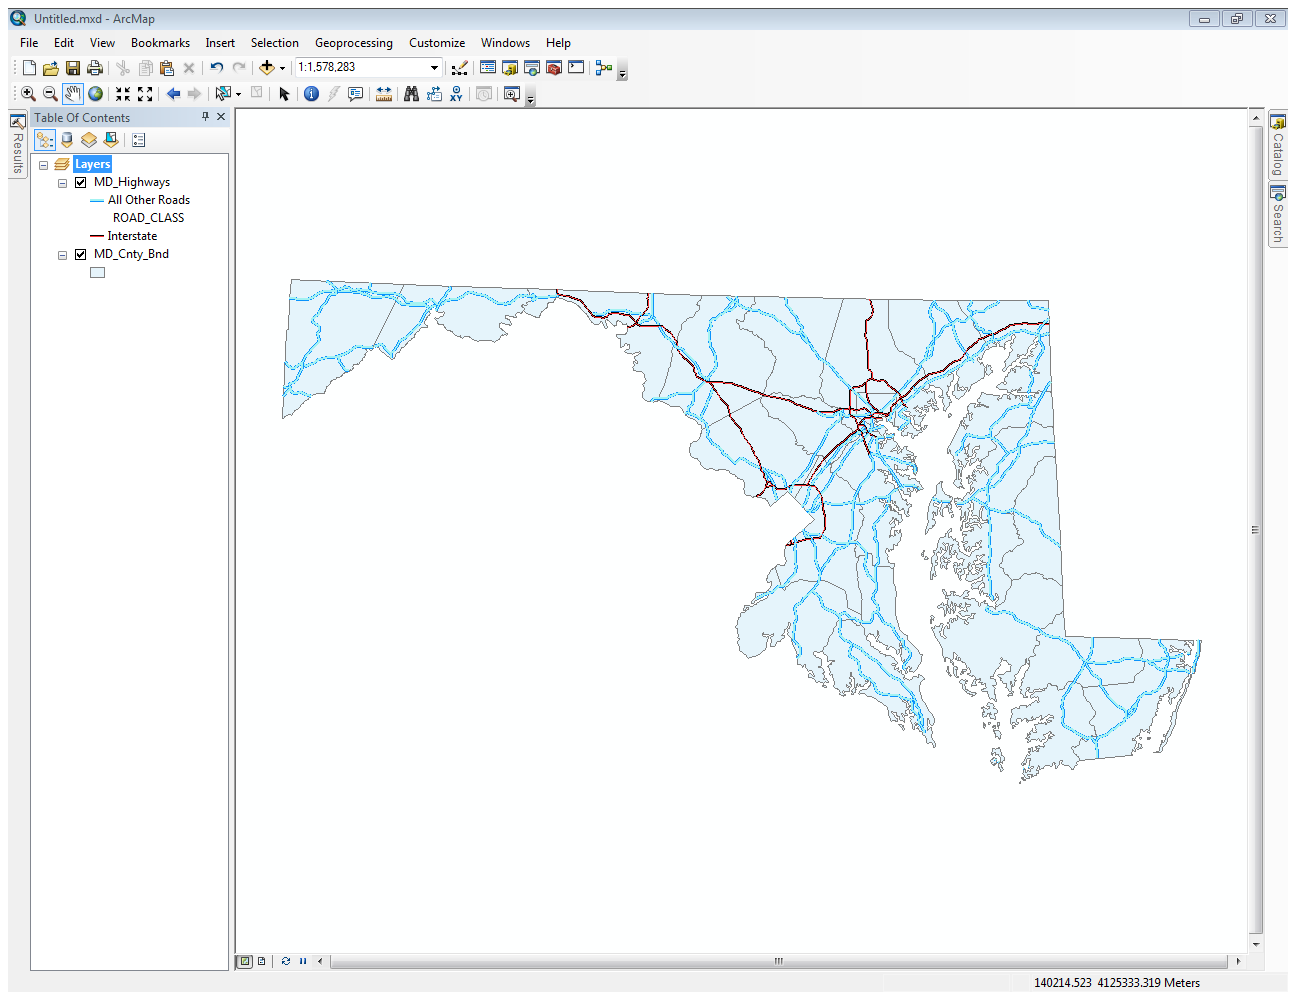 Untitled.mxd - ArcMap
File Edit View Bookmarks Insert Selection Geoprocessing Customize Windows Help
1:1,578,283
Table Of Contents
Results
Layers
MD_Highways
All Other Roads
ROAD_CLASS
Interstate
MD_Cnty_Bnd
Catalog
Search
140214.523 4125333.319 Meters